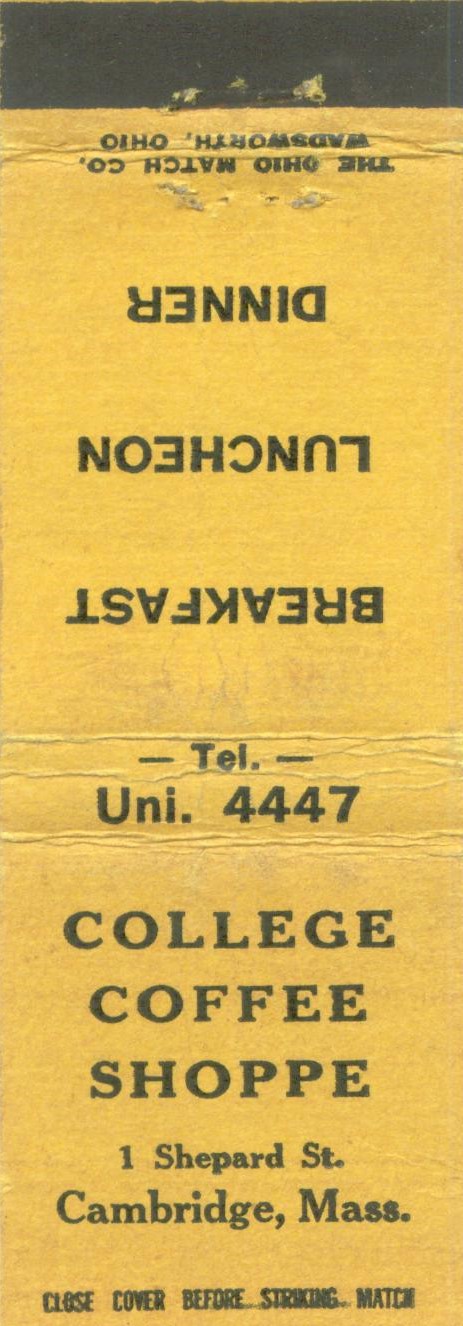 THE OHIO MATCH CO.
WADSWORTH, OHIO
BREAKFAST
LUNCHEON
DINNER
— Tel. —
Uni. 4447
COLLEGE
COFFEE
SHOPPE
1 Shepard St.
Cambridge, Mass.
CLOSE COVER BEFORE STRIKING MATCH